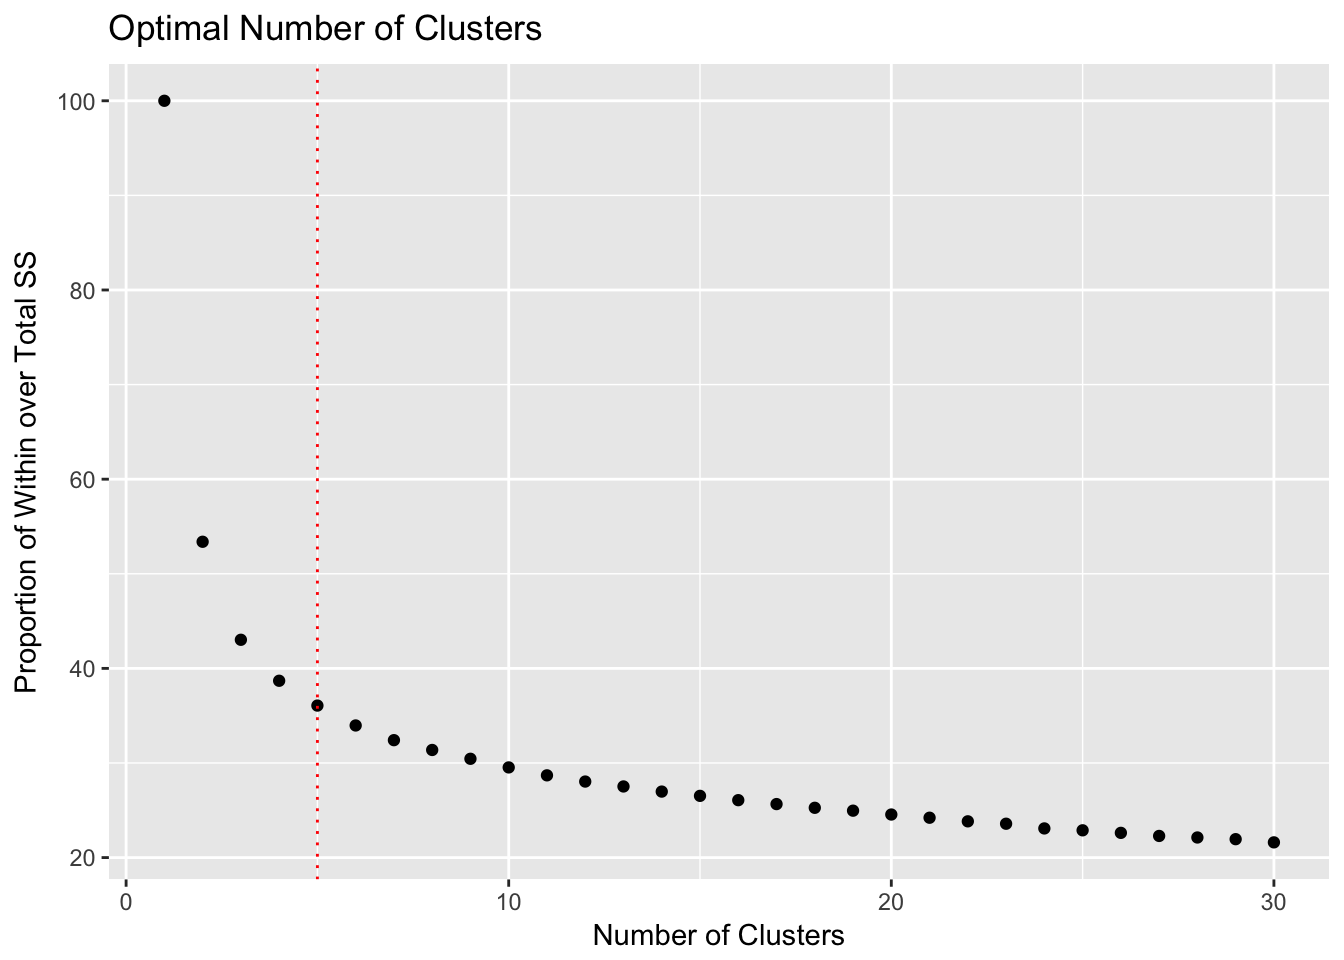 Optimal Number of Clusters
Proportion of Within over Total SS
100
80
60
40
20
0 10 20 30
Number of Clusters